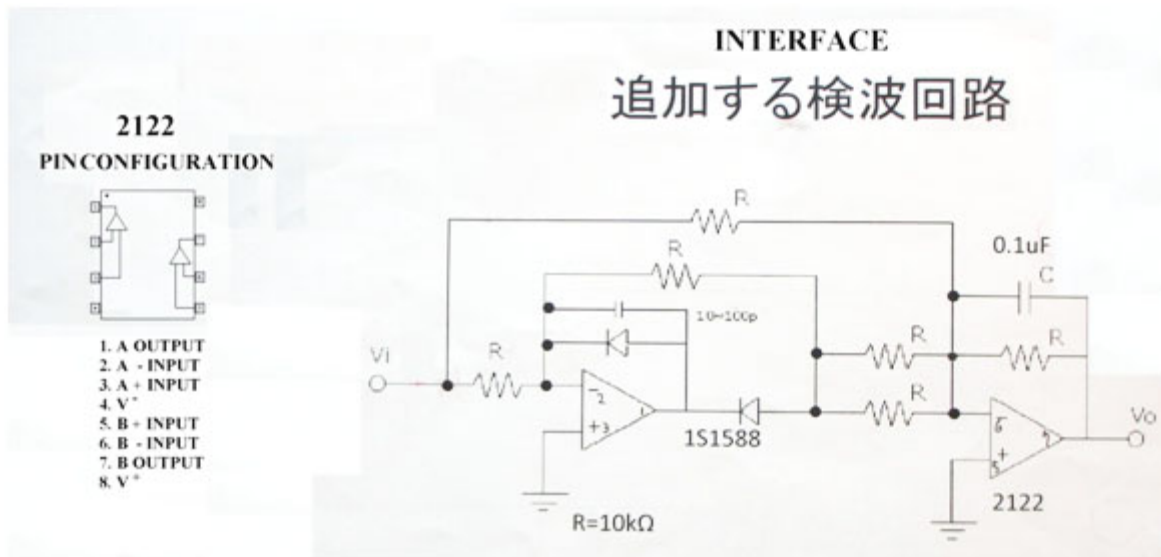 INTERFACE
追加する検波回路
2122
PIN CONFIGURATION
1. A OUTPUT
2. A - INPUT
3. A + INPUT
4. V⁻
5. B + INPUT
6. B - INPUT
7. B OUTPUT
8. V⁺
R
R
0.1uF
C
10~100p
Vi
R
R
R
R
-2
+3
1
1S1588
6
5+
7
Vo
2122
R=10kΩ